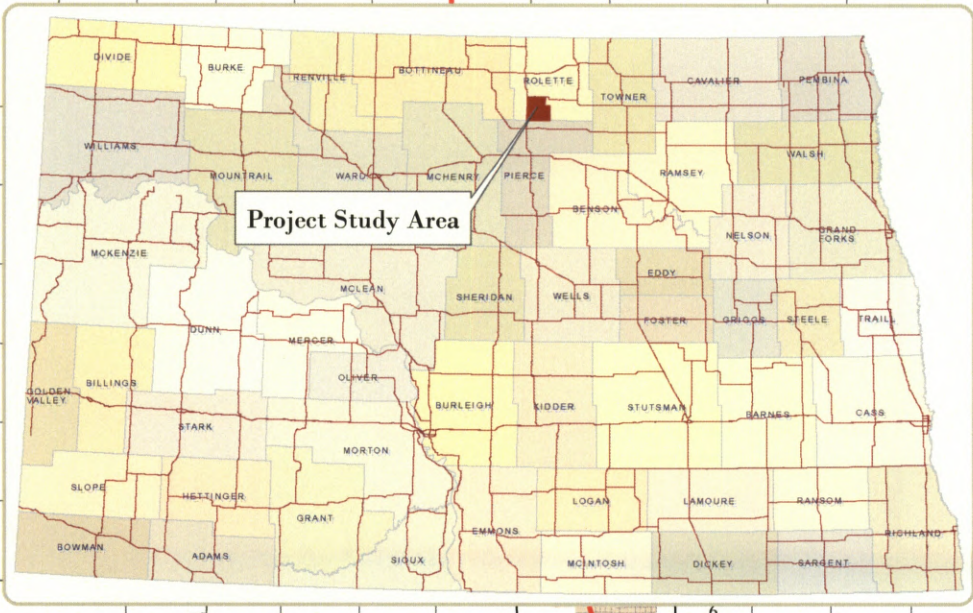 DIVIDE
BURKE
RENVILLE
BOTTINEAU
ROLETTE
TOWNER
CAVALIER
PEMBINA
WILLIAMS
MOUNTRAIL
WARD
MCHENRY
PIERCE
RAMSEY
WALSH
Project Study Area
BENSON
NELSON
GRAND
FORKS
MCKENZIE
MCLEAN
SHERIDAN
WELLS
EDDY
DUNN
MERCER
FOSTER
GRIGGS
STEELE
TRAILL
GOLDEN
VALLEY
BILLINGS
OLIVER
BURLEIGH
KIDDER
STUTSMAN
BARNES
CASS
STARK
MORTON
SLOPE
HETTINGER
GRANT
EMMONS
LOGAN
LAMOURE
RANSOM
RICHLAND
BOWMAN
ADAMS
SIOUX
MCINTOSH
DICKEY
SARGENT
6